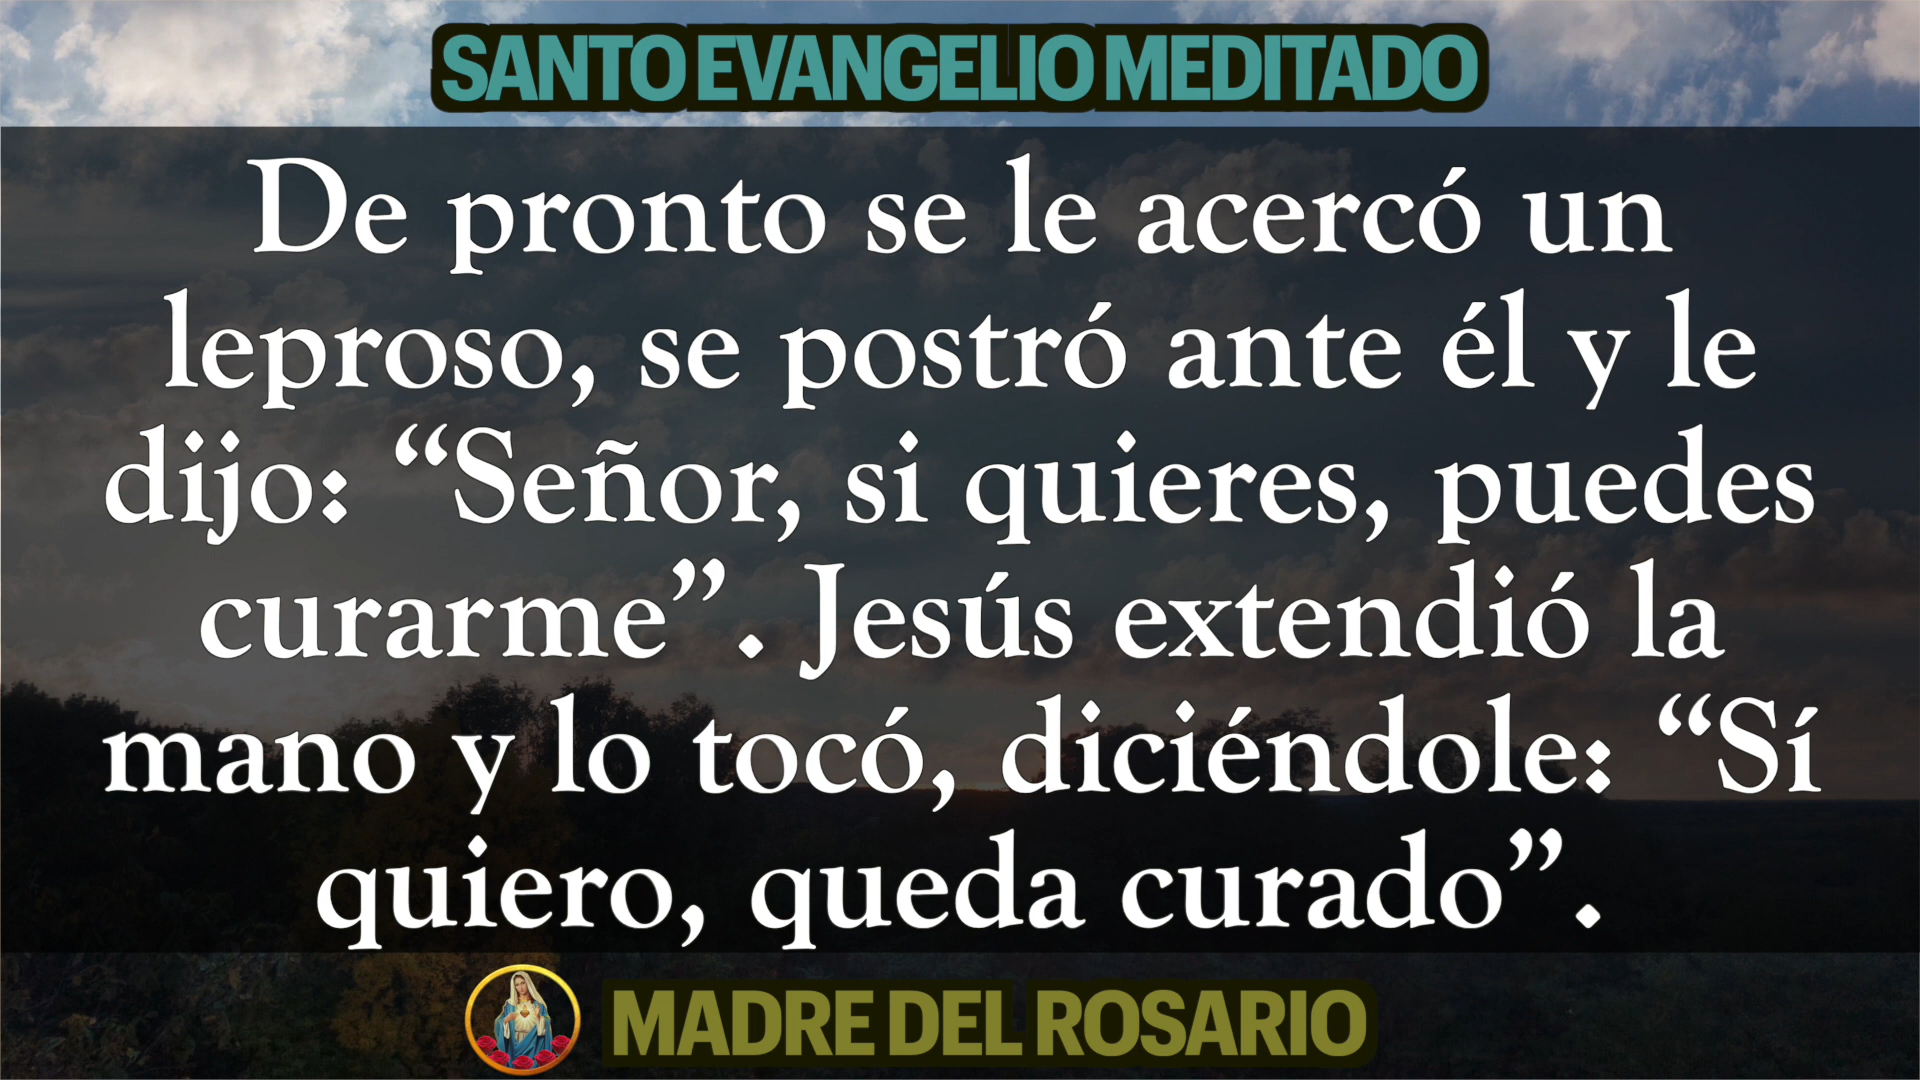 SANTO EVANGELIO MEDITADO
De pronto se le acercó un
leproso, se postró ante él y le
dijo: “Señor, si quieres, puedes
curarme”. Jesús extendió la
mano y lo tocó, diciéndole: “Sí
quiero, queda curado”.
MADRE DEL ROSARIO